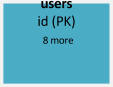 users
id (PK)
8 more